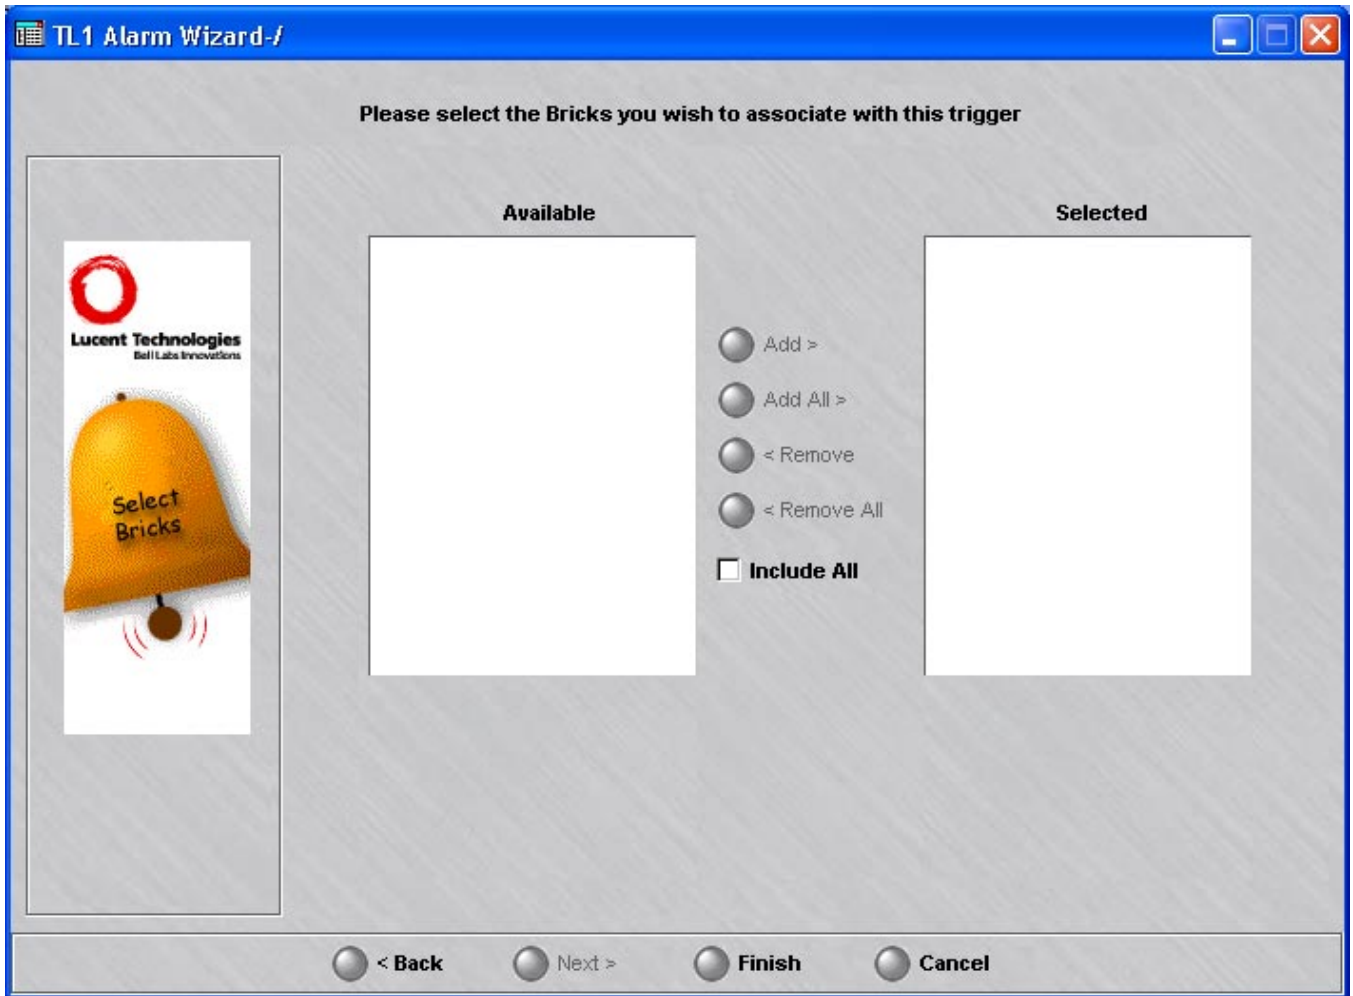 TL1 Alarm Wizard-/
Please select the Bricks you wish to associate with this trigger
Available
Selected
Lucent Technologies
Bell Labs Innovations
Select
Bricks
Add >
Add All >
< Remove
< Remove All
Include All
< Back
Next >
Finish
Cancel